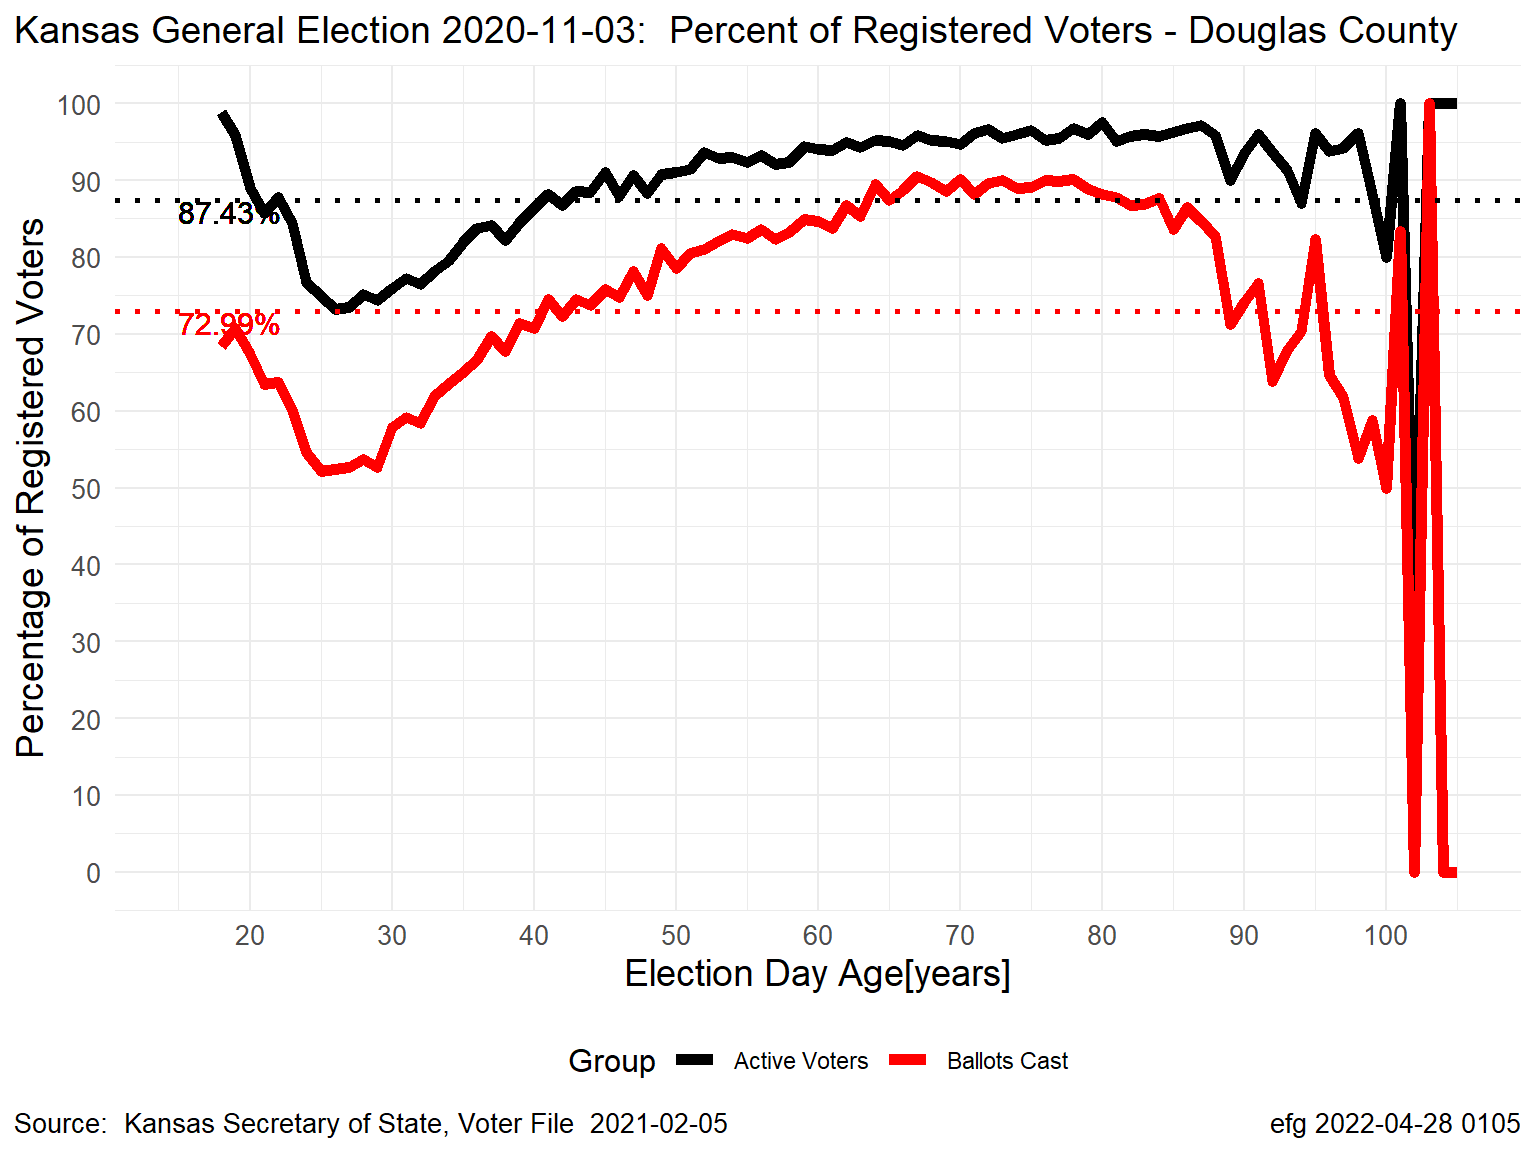 Kansas General Election 2020-11-03:  Percent of Registered Voters - Douglas County
Percentage of Registered Voters
100
90
80
70
60
50
40
30
20
10
0
87.43%
72.99%
20 30 40 50 60 70 80 90 100
Election Day Age[years]
Group Active Voters Ballots Cast
Source:  Kansas Secretary of State, Voter File  2021-02-05
efg 2022-04-28 0105